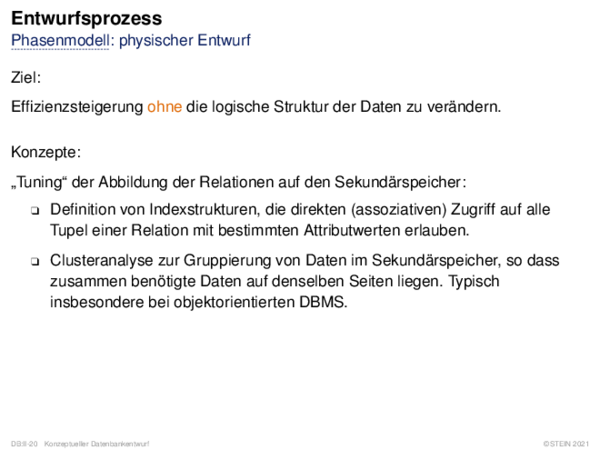 Entwurfsprozess
Phasenmodell: physischer Entwurf
Ziel:
Effizienzsteigerung ohne die logische Struktur der Daten zu verändern.
Konzepte:
„Tuning“ der Abbildung der Relationen auf den Sekundärspeicher:
❑ Definition von Indexstrukturen, die direkten (assoziativen) Zugriff auf alle
Tupel einer Relation mit bestimmten Attributwerten erlauben.
❑ Clusteranalyse zur Gruppierung von Daten im Sekundärspeicher, so dass
zusammen benötigte Daten auf denselben Seiten liegen. Typisch
insbesondere bei objektorientierten DBMS.
DB:II-20 Konzeptueller Datenbankentwurf ©STEIN 2021